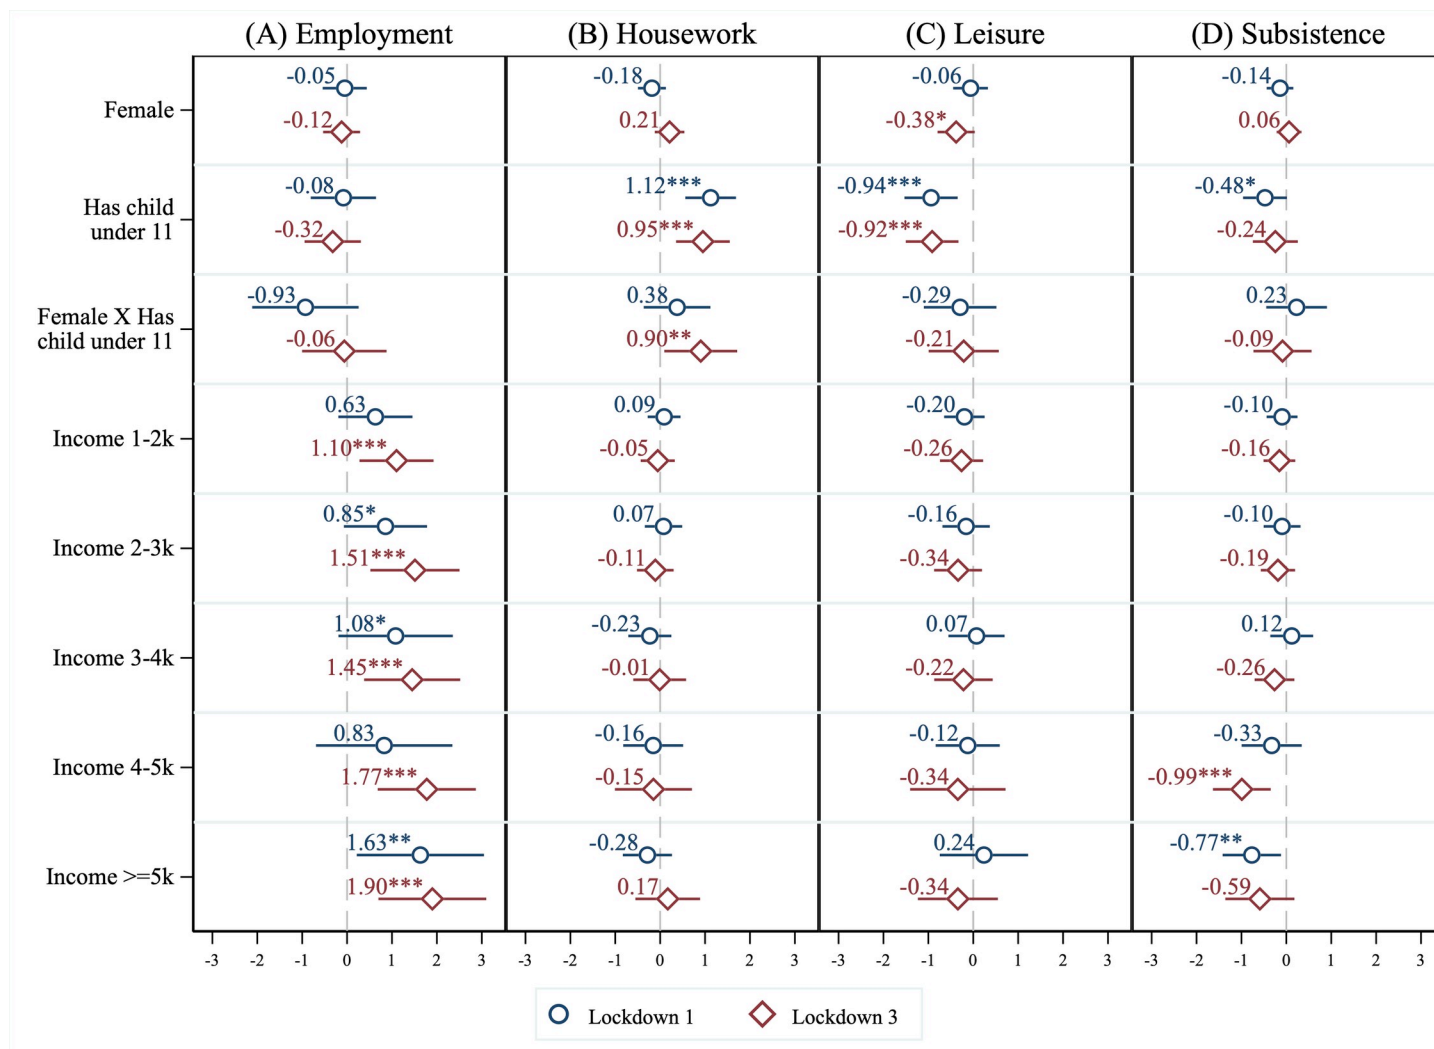 (A) Employment (B) Housework (C) Leisure (D) Subsistence
-0.05 -0.18 -0.06 -0.14
Female
-0.12 0.21 -0.38* 0.06
-0.08 1.12*** -0.94*** -0.48*
Has child
under 11
-0.32 0.95*** -0.92*** -0.24
-0.93 0.38 -0.29 0.23
Female X Has
child under 11
-0.06 0.90** -0.21 -0.09
0.63 0.09 -0.20 -0.10
Income 1-2k
1.10*** -0.05 -0.26 -0.16
0.85* 0.07 -0.16 -0.10
Income 2-3k
1.51*** -0.11 -0.34 -0.19
1.08* -0.23 0.07 0.12
Income 3-4k
1.45*** -0.01 -0.22 -0.26
0.83 -0.16 -0.12 -0.33
Income 4-5k
1.77*** -0.15 -0.34 -0.99***
1.63** -0.28 0.24 -0.77**
Income >=5k
1.90*** 0.17 -0.34 -0.59
-3 -2 -1 0 1 2 3 -3 -2 -1 0 1 2 3 -3 -2 -1 0 1 2 3 -3 -2 -1 0 1 2 3
Lockdown 1 Lockdown 3